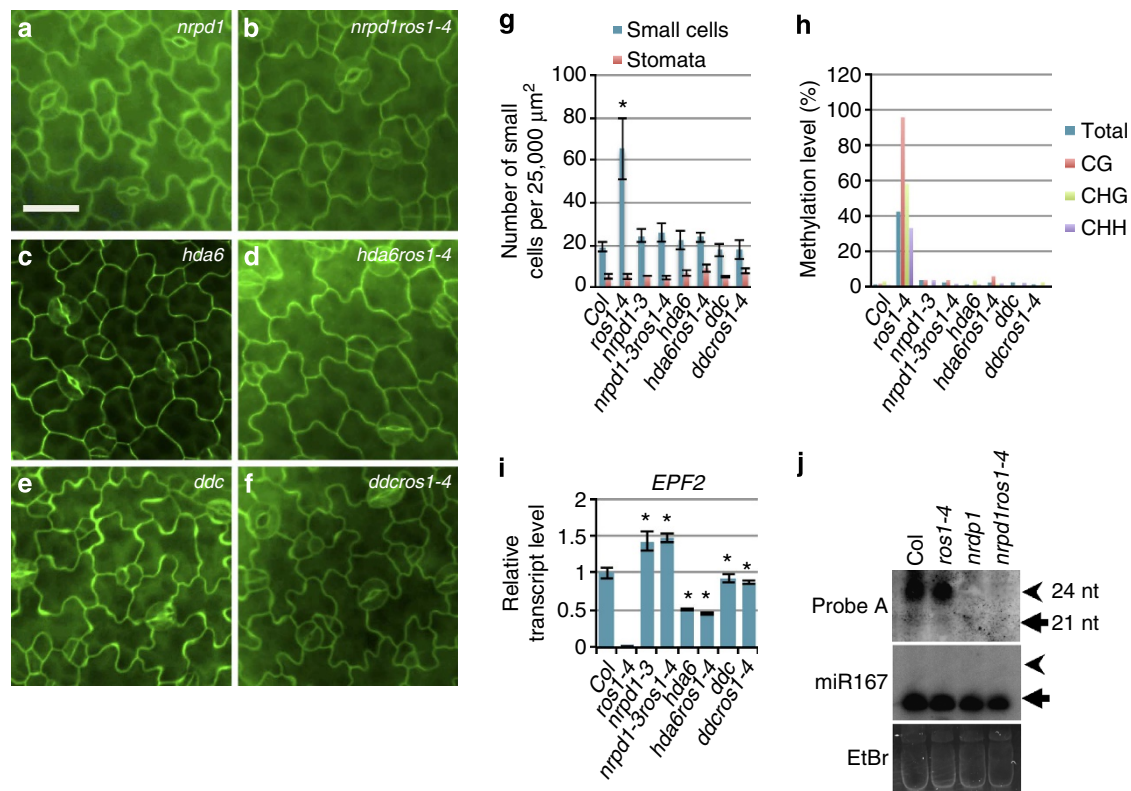 a
nrpd1
b
nrpd1ros1-4
c
hda6
d
hda6ros1-4
e
ddc
f
ddcros1-4
g
Small cells
Stomata
Number of small
cells per 25,000 µm2
100
80
60
40
20
0
*
Col
ros1-4
nrpd1-3
nrpd1-3ros1-4
hda6
hda6ros1-4
ddc
ddcros1-4
h
Methylation level (%)
120
100
80
60
40
20
0
Total
CG
CHG
CHH
Col
ros1-4
nrpd1-3
nrpd1-3ros1-4
hda6
hda6ros1-4
ddc
ddcros1-4
i
EPF2
Relative
transcript level
2
1.5
1
0.5
0
* * * * * *
Col
ros1-4
nrpd1-3
nrpd1-3ros1-4
hda6
hda6ros1-4
ddc
ddcros1-4
j
Col
ros1-4
nrdp1
nrpd1ros1-4
Probe A
24 nt
21 nt
miR167
EtBr